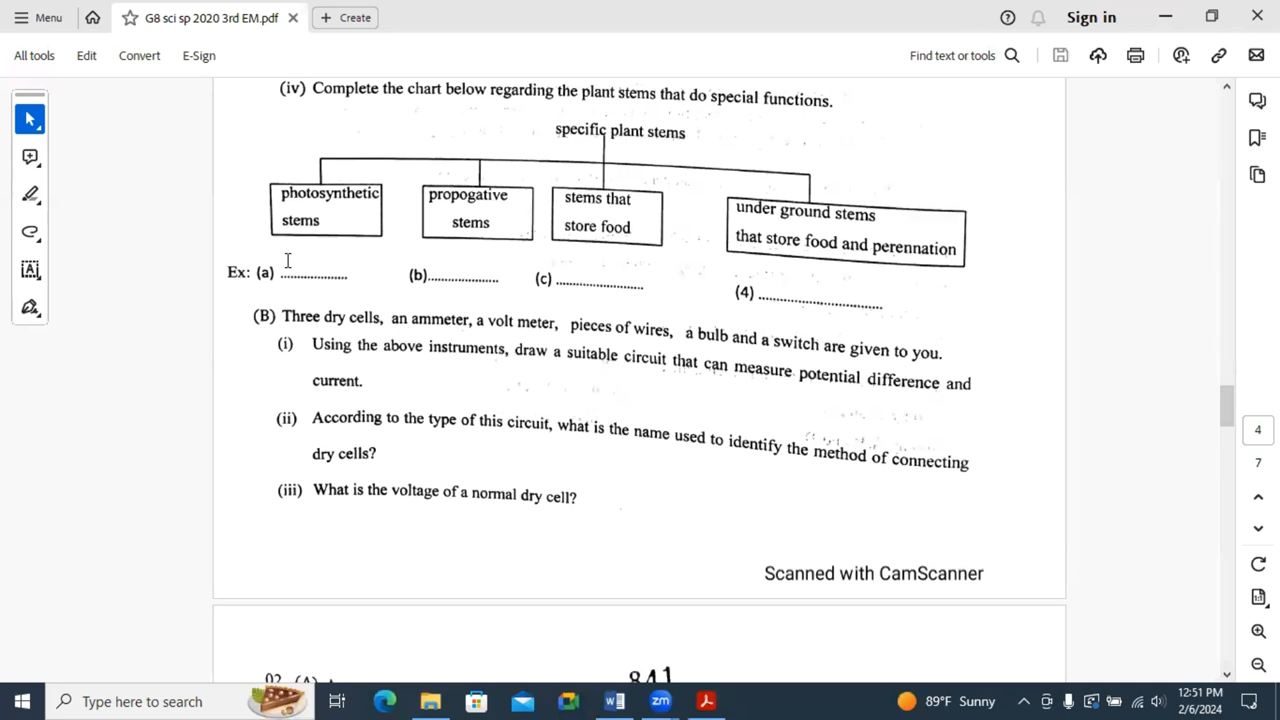 Menu
G8 sci sp 2020 3rd EM.pdf
Create
Sign in
All tools
Edit
Convert
E-Sign
Find text or tools
(iv) Complete the chart below regarding the plant stems that do special functions.
specific plant stems
photosynthetic
stems
propogative
stems
stems that
store food
under ground stems
that store food and perennation
Ex: (a) ..................
(b)...................
(c) ........................
(4) .................................
(B) Three dry cells, an ammeter, a volt meter, pieces of wires, a bulb and a switch are given to you.
(i) Using the above instruments, draw a suitable circuit that can measure potential difference and
current.
(ii) According to the type of this circuit, what is the name used to identify the method of connecting
dry cells?
(iii) What is the voltage of a normal dry cell?
Scanned with CamScanner
4
7
Type here to search
89°F Sunny
12:51 PM
2/6/2024